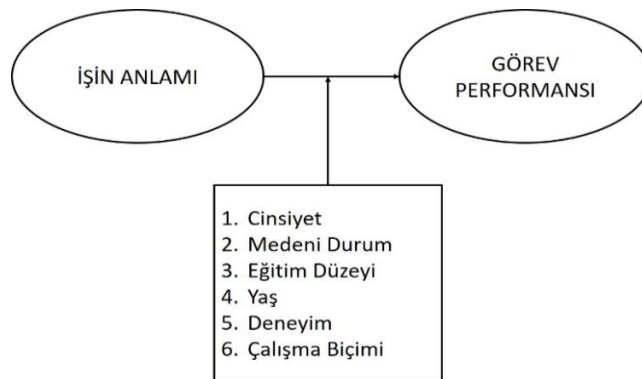 İŞİN ANLAMI
GÖREV
PERFORMANSI
1. Cinsiyet
2. Medeni Durum
3. Eğitim Düzeyi
4. Yaş
5. Deneyim
6. Çalışma Biçimi